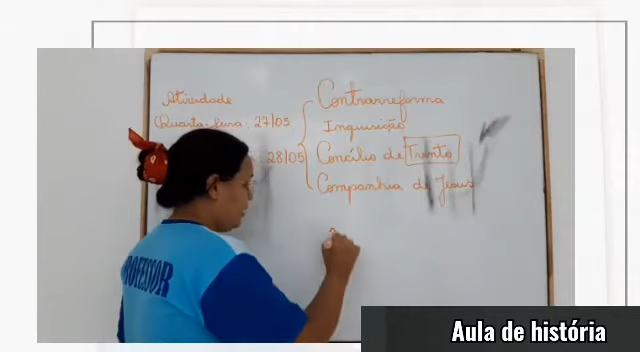 Atividade
Quarta-feira: 27/05
28/05
Contrarreforma
Inquisição
Concílio de Trento
Companhia de Jesus
PROFESSOR
Aula de história